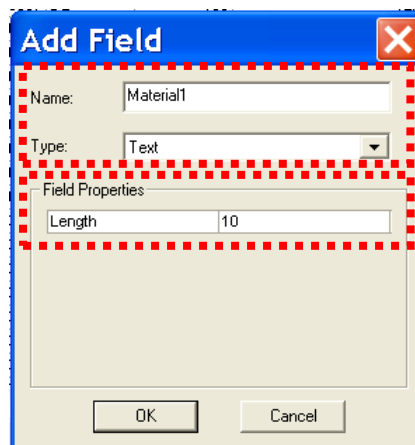 Add Field
Name: Material1
Type: Text
Field Properties
Length 10
OK Cancel